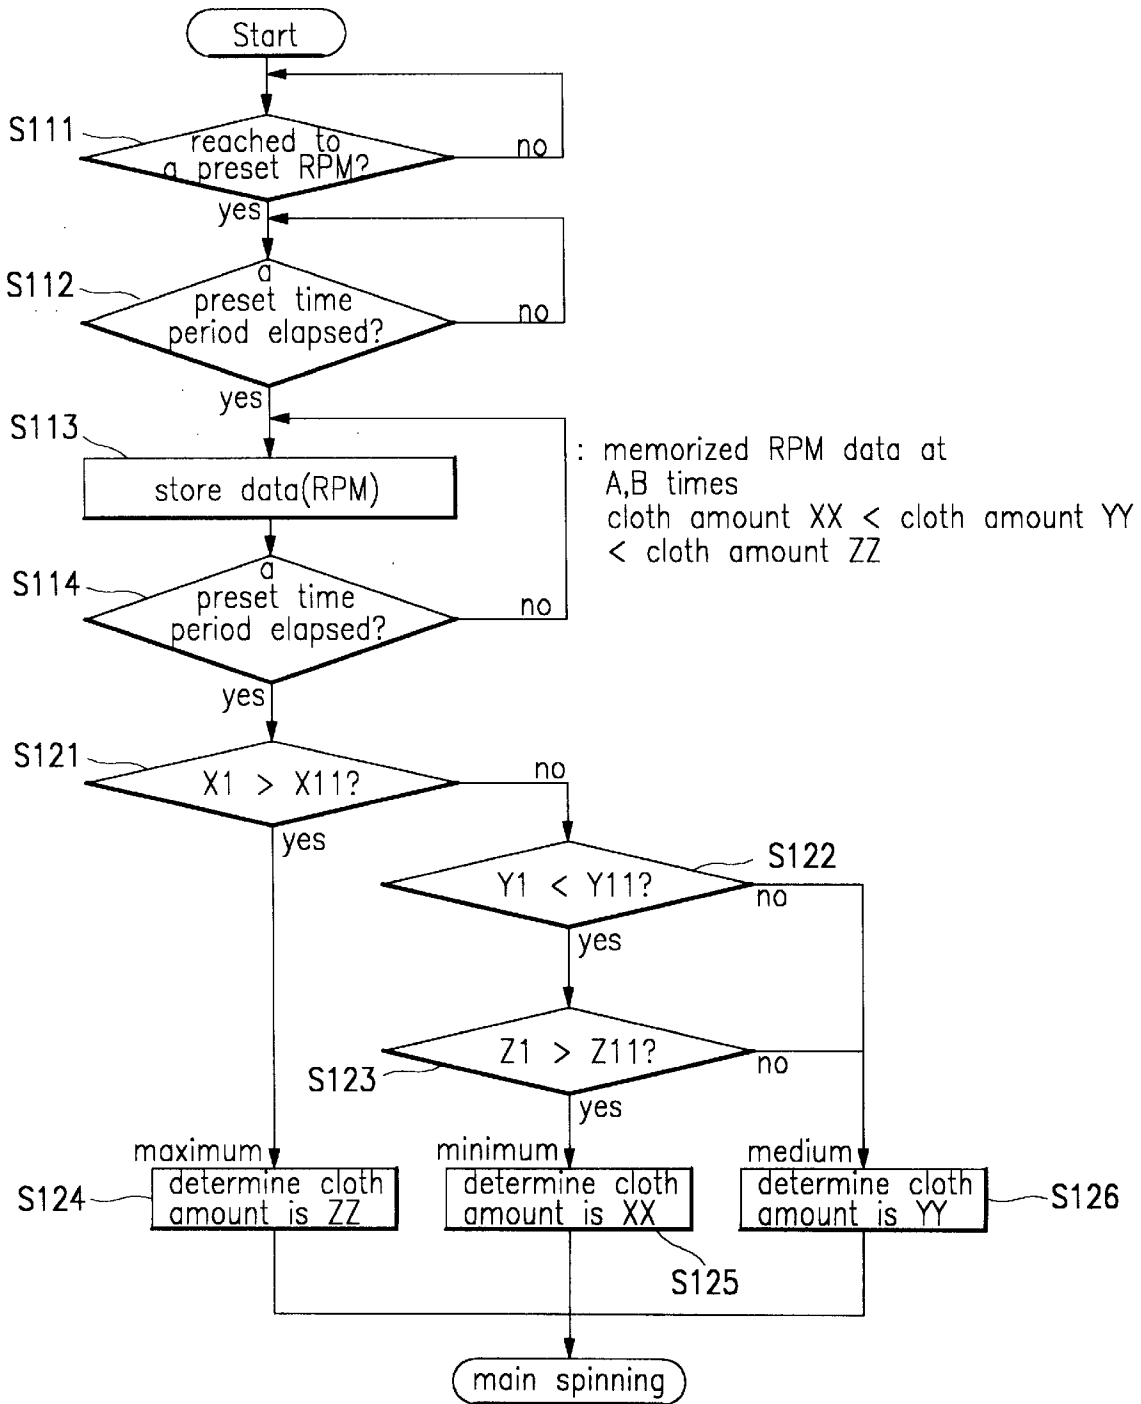 Start
S111
reached to
a preset RPM?
no
yes
S112
a
preset time
period elapsed?
no
yes
S113
store data(RPM)
: memorized RPM data at
A,B times
cloth amount XX < cloth amount YY
< cloth amount ZZ
S114
a
preset time
period elapsed?
no
yes
S121
X1 > X11?
no
yes
S122
Y1 < Y11?
no
yes
S123
Z1 > Z11?
no
yes
maximum
S124
determine cloth
amount is ZZ
minimum
determine cloth
amount is XX
S125
medium
determine cloth
amount is YY
S126
main spinning